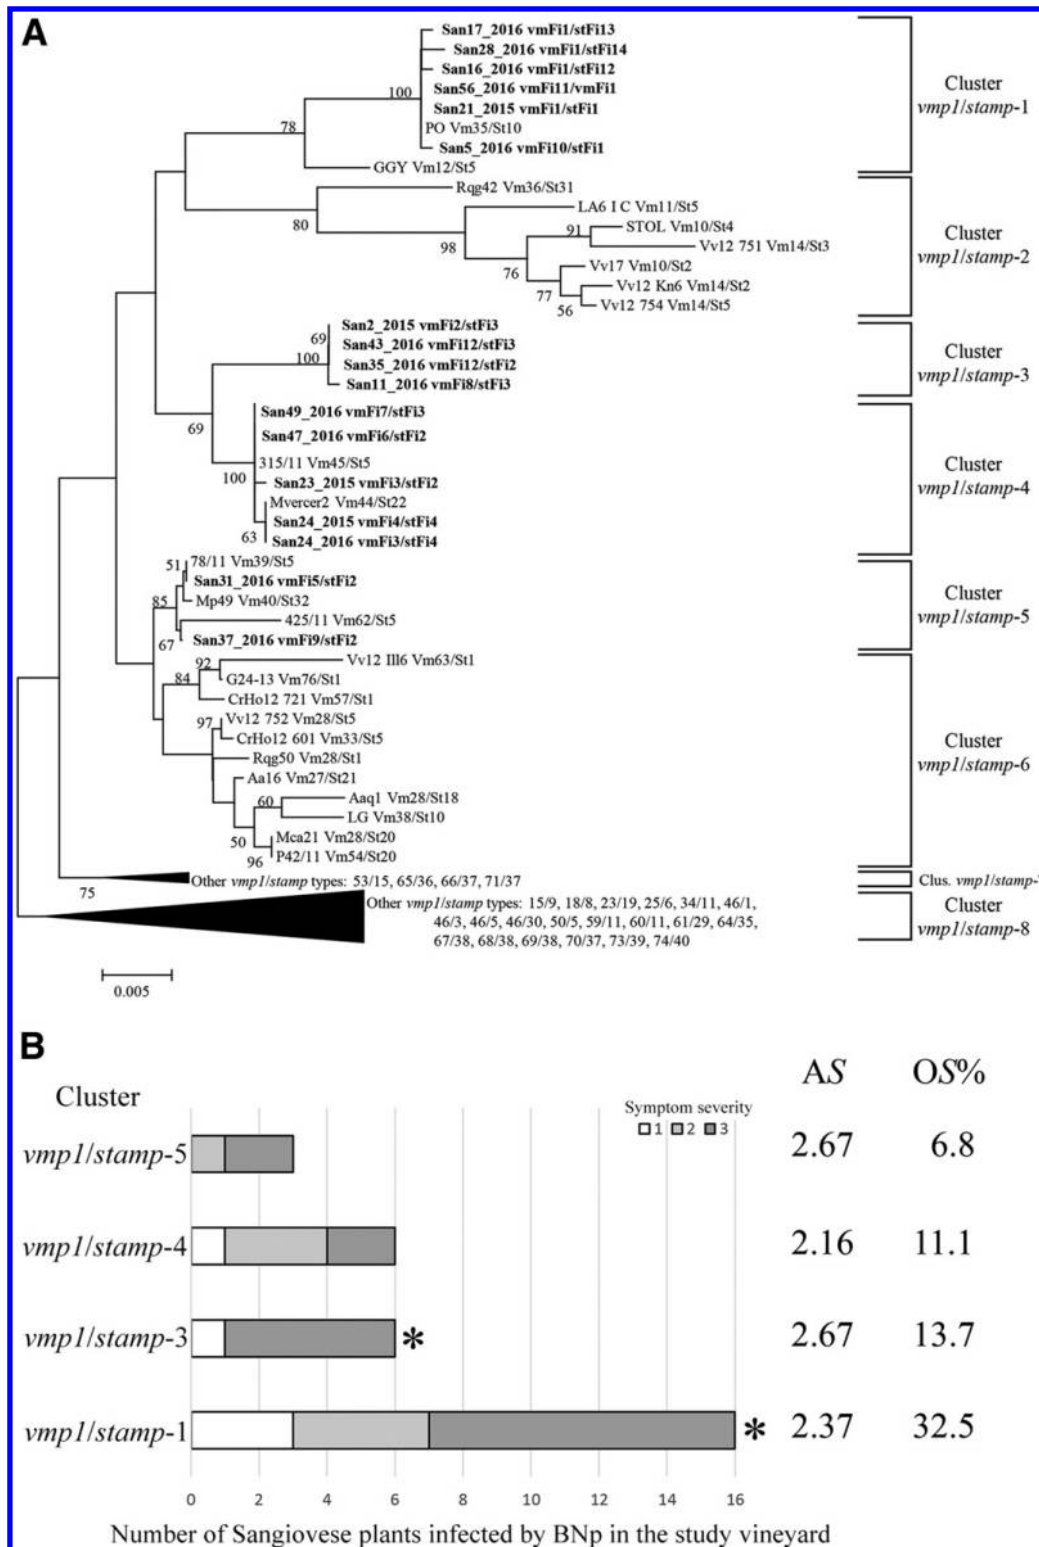 A
San17_2016 vmFi1/stFi13
San28_2016 vmFi1/stFi14
San16_2016 vmFi1/stFi12
San56_2016 vmFi11/vmFi1
100
San21_2015 vmFi1/stFi1
PO Vm35/St10
78
San5_2016 vmFi10/stFi1
GGY Vm12/St5
Cluster
vmp1/stamp-1
Rqg42 Vm36/St31
LA6 I C Vm11/St5
80
STOL Vm10/St4
91
98
Vv12 751 Vm14/St3
76
Vv17 Vm10/St2
77
Vv12 Kn6 Vm14/St2
56
Vv12 754 Vm14/St5
Cluster
vmp1/stamp-2
San2_2015 vmFi2/stFi3
69
San43_2016 vmFi12/stFi3
100
San35_2016 vmFi12/stFi2
San11_2016 vmFi8/stFi3
Cluster
vmp1/stamp-3
69
San49_2016 vmFi7/stFi3
San47_2016 vmFi6/stFi2
315/11 Vm45/St5
100
San23_2015 vmFi3/stFi2
Mvercer2 Vm44/St22
San24_2015 vmFi4/stFi4
63
San24_2016 vmFi3/stFi4
Cluster
vmp1/stamp-4
51
78/11 Vm39/St5
San31_2016 vmFi5/stFi2
85
Mp49 Vm40/St32
425/11 Vm62/St5
67
San37_2016 vmFi9/stFi2
Cluster
vmp1/stamp-5
92
Vv12 Ill6 Vm63/St1
84
G24-13 Vm76/St1
CrHo12 721 Vm57/St1
97
Vv12 752 Vm28/St5
CrHo12 601 Vm33/St5
Rqg50 Vm28/St1
Aa16 Vm27/St21
60
Aaq1 Vm28/St18
LG Vm38/St10
50
Mca21 Vm28/St20
96
P42/11 Vm54/St20
Cluster
vmp1/stamp-6
75
Other vmp1/stamp types: 53/15, 65/36, 66/37, 71/37
Clus. vmp1/stamp-
Other vmp1/stamp types: 15/9, 18/8, 23/19, 25/6, 34/11, 46/1,
46/3, 46/5, 46/30, 50/5, 59/11, 60/11, 61/29, 64/35,
67/38, 68/38, 69/38, 70/37, 73/39, 74/40
Cluster
vmp1/stamp-8
0.005
B
Cluster
AS
OS%
Symptom severity
1 2 3
vmp1/stamp-5
2.67
6.8
vmp1/stamp-4
2.16
11.1
vmp1/stamp-3
*
2.67
13.7
vmp1/stamp-1
*
2.37
32.5
0 2 4 6 8 10 12 14 16
Number of Sangiovese plants infected by BNp in the study vineyard